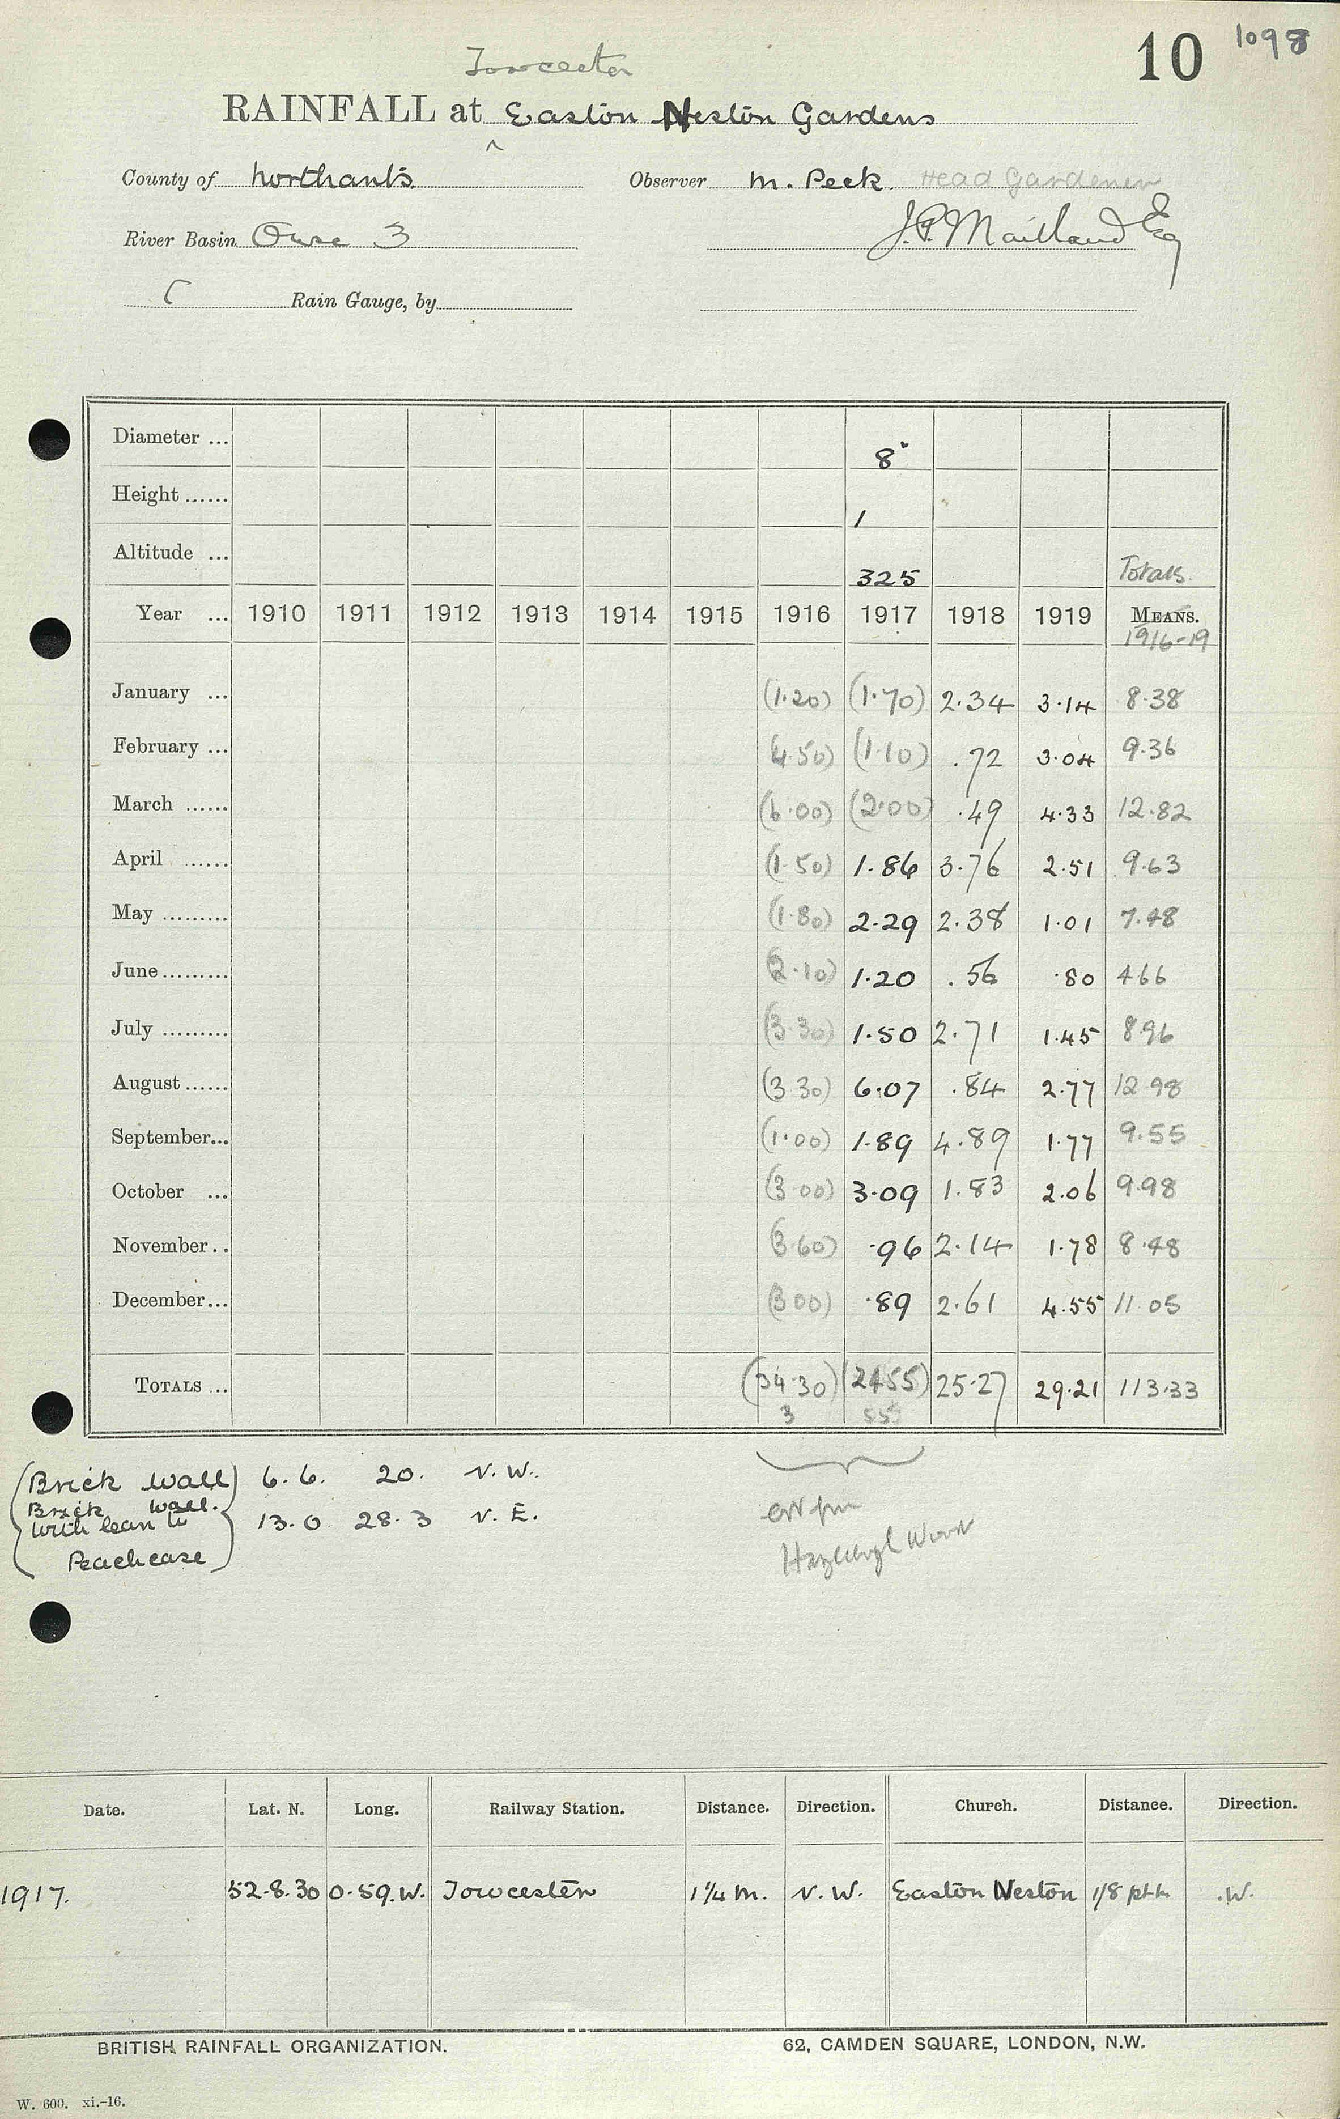 10 1098
Towcester
RAINFALL at Easton Neston Gardens
County of Northants Observer M. Peck. Head Gardener
River Basin Ouse 3 J.P. Maitland Esq
Rain Gauge, by
Diameter ... 8"
Height ...... 1
Altitude ... 325 Totals.
Year ... 1910 1911 1912 1913 1914 1915 1916 1917 1918 1919 MEANS.
1916-19
January ... (1.20) (1.70) 2.34 3.14 8.38
February ... (4.50) (1.10) .72 3.04 9.36
March ...... (6.00) (2.00) .49 4.33 12.82
April ...... (1.50) 1.86 3.76 2.51 9.63
May ......... (1.80) 2.29 2.38 1.01 7.48
June ......... (2.10) 1.20 .56 .80 4 66
July ......... (3.30) 1.50 2.71 1.45 8 96
August ...... (3.30) 6.07 .84 2.77 12 98
September... (1.00) 1.89 4.89 1.77 9.55
October ... (3.00) 3.09 1.83 2.06 9.98
November .. (3.60) .96 2.14 1.78 8.48
December... (3 00) .89 2.61 4.55 11.05
TOTALS ... (34.30) (24 55) 25.27 29.21 113.33
3 55
(Brick Wall) 6.6. 20. N.W.
Brick Wall.
With lean to 13.0 28.3 N.E.
Peach case)
Date. Lat. N. Long. Railway Station. Distance. Direction. Church. Distance. Direction.
1917. 52-8.30 0.59.W. Towcester 1¼ m. N.W. Easton Neston 1/8 .W.
BRITISH RAINFALL ORGANIZATION. 62, CAMDEN SQUARE, LONDON, N.W.
W. 600. xi.-16.